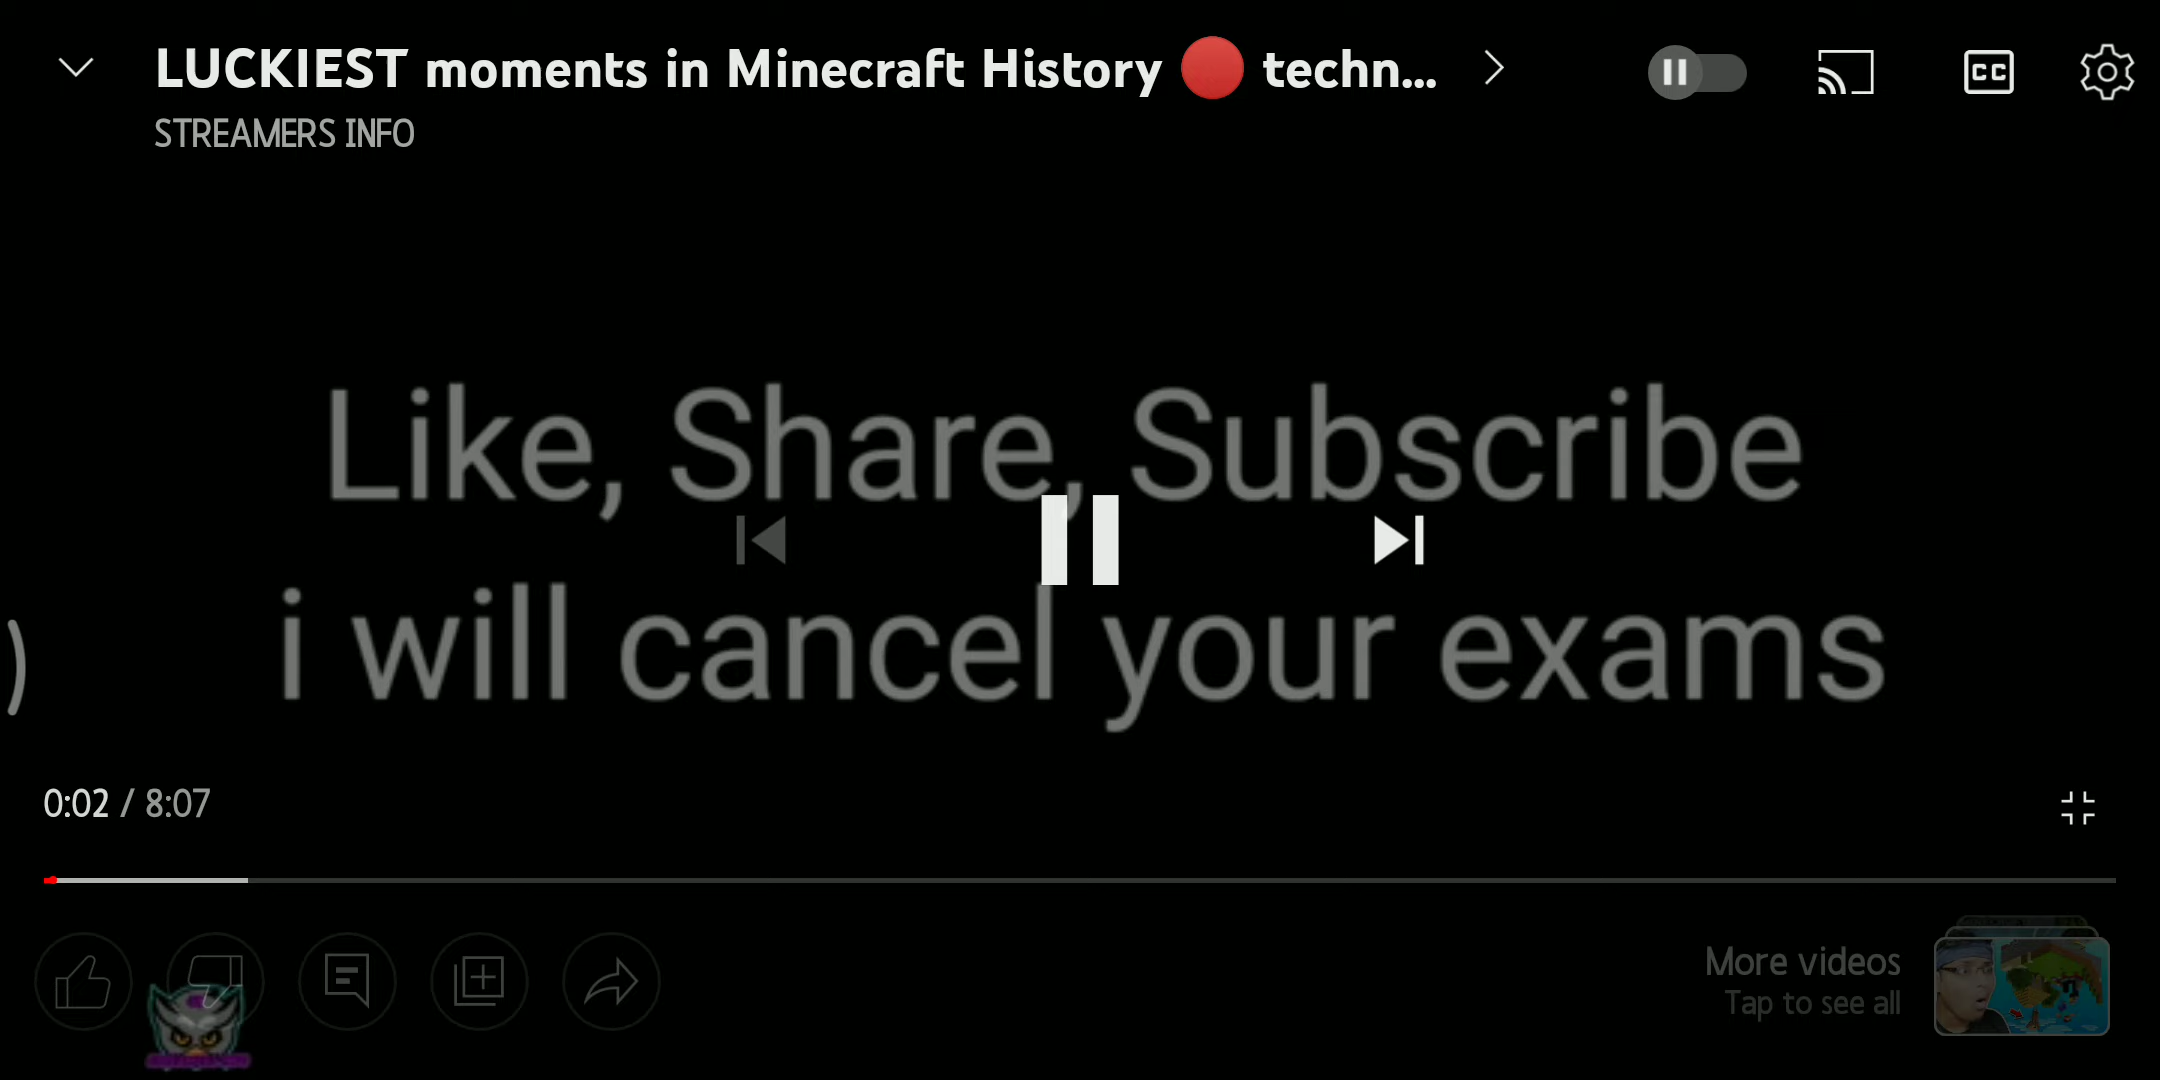 LUCKIEST moments in Minecraft History 🔴 techn...
STREAMERS INFO
CC
Like, Share, Subscribe
i will cancel your exams
0:02 / 8:07
More videos
Tap to see all